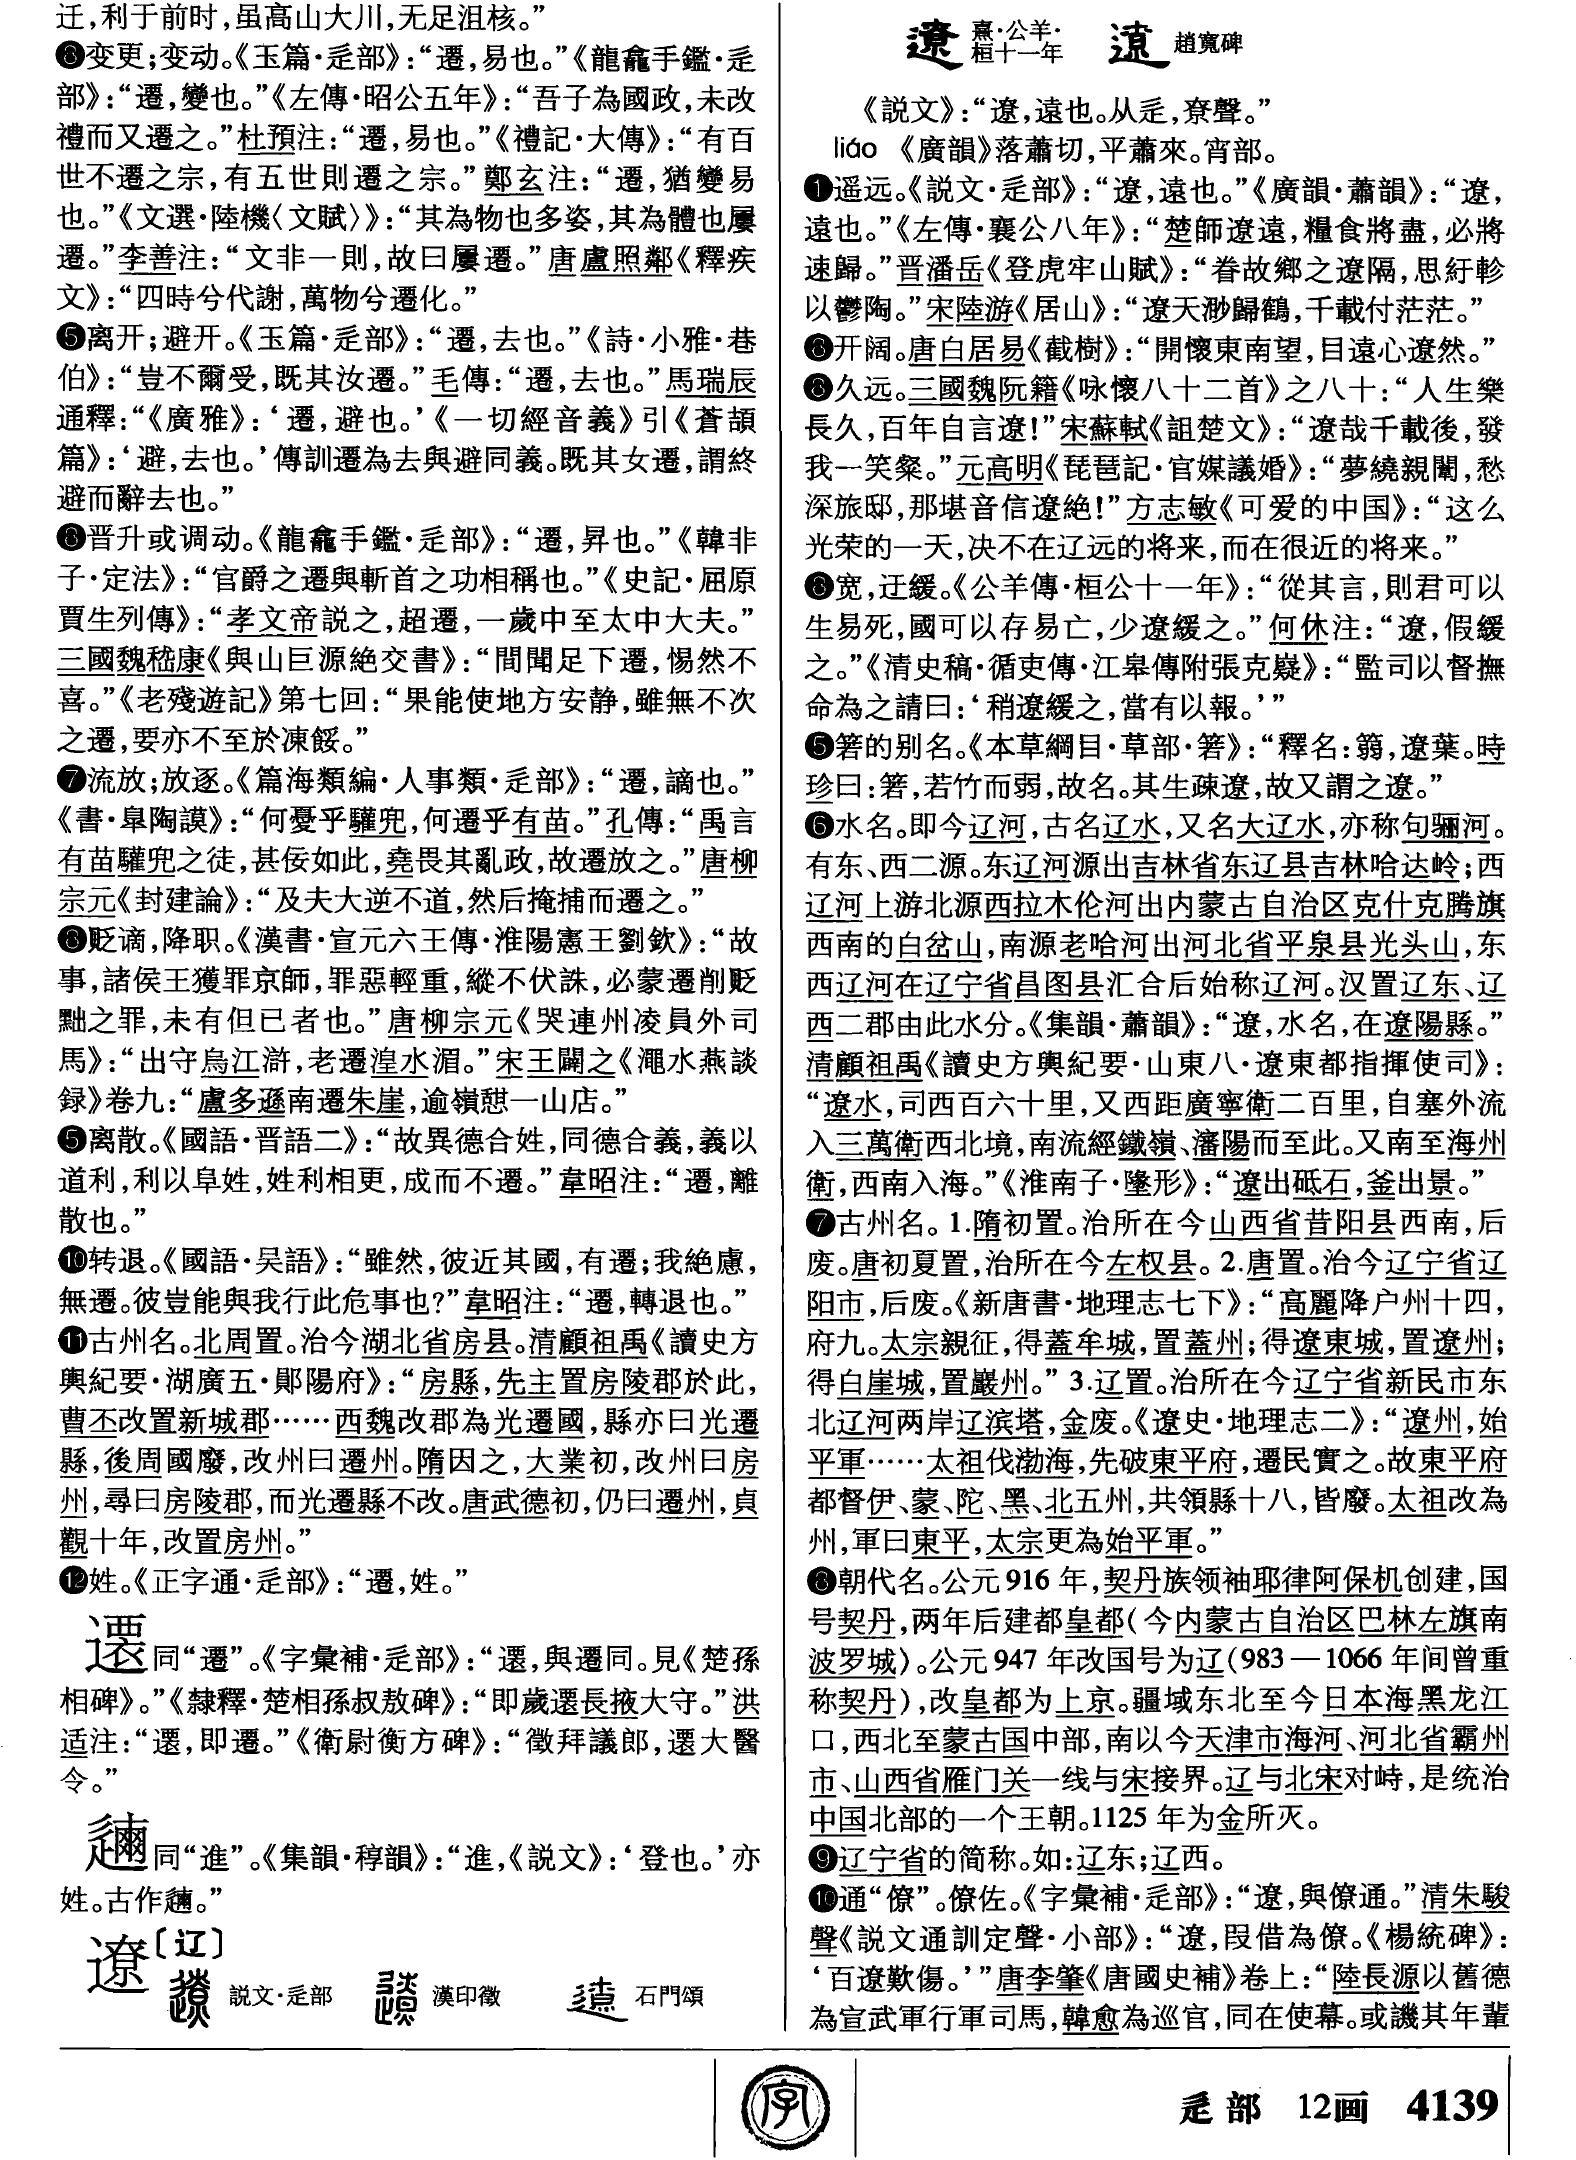 迁,利于前时,虽高山大川,无足沮核。”
❸变更;变动。《玉篇·辵部》:“遷,易也。”《龍龕手鑑·辵
部》:“遷,變也。”《左傳·昭公五年》:“吾子為國政,未改
禮而又遷之。”杜預注:“遷,易也。”《禮記·大傳》:“有百
世不遷之宗,有五世則遷之宗。”鄭玄注:“遷,猶變易
也。”《文選·陸機〈文賦〉》:“其為物也多姿,其為體也屢
遷。”李善注:“文非一則,故曰屢遷。”唐盧照鄰《釋疾
文》:“四時兮代謝,萬物兮遷化。”
❺离开;避开。《玉篇·辵部》:“遷,去也。”《詩·小雅·巷
伯》:“豈不爾受,既其汝遷。”毛傳:“遷,去也。”馬瑞辰
通釋:“《廣雅》:‘遷,避也。’《一切經音義》引《蒼頡
篇》:‘避,去也。’傳訓遷為去與避同義。既其女遷,謂終
避而辭去也。”
❻晋升或调动。《龍龕手鑑·辵部》:“遷,昇也。”《韓非
子·定法》:“官爵之遷與斬首之功相稱也。”《史記·屈原
賈生列傳》:“孝文帝説之,超遷,一歲中至太中大夫。”
三國魏嵇康《與山巨源絶交書》:“間聞足下遷,惕然不
喜。”《老殘遊記》第七回:“果能使地方安静,雖無不次
之遷,要亦不至於凍餒。”
❼流放;放逐。《篇海類編·人事類·辵部》:“遷,謫也。”
《書·臯陶謨》:“何憂乎驩兜,何遷乎有苗。”孔傳:“禹言
有苗驩兜之徒,甚佞如此,堯畏其亂政,故遷放之。”唐柳
宗元《封建論》:“及夫大逆不道,然后掩捕而遷之。”
❽贬谪,降职。《漢書·宣元六王傳·淮陽憲王劉欽》:“故
事,諸侯王獲罪京師,罪惡輕重,縱不伏誅,必蒙遷削貶
黜之罪,未有但已者也。”唐柳宗元《哭連州凌員外司
馬》:“出守烏江滸,老遷湟水湄。”宋王闢之《澠水燕談
録》卷九:“盧多遜南遷朱崖,逾嶺憇一山店。”
❺离散。《國語·晋語二》:“故異德合姓,同德合義,義以
道利,利以阜姓,姓利相更,成而不遷。”韋昭注:“遷,離
散也。”
❿转退。《國語·吴語》:“雖然,彼近其國,有遷;我絶慮,
無遷。彼豈能與我行此危事也?”韋昭注:“遷,轉退也。”
⓫古州名。北周置。治今湖北省房县。清顧祖禹《讀史方
輿紀要·湖廣五·鄖陽府》:“房縣,先主置房陵郡於此,
曹丕改置新城郡……西魏改郡為光遷國,縣亦曰光遷
縣,後周國廢,改州曰遷州。隋因之,大業初,改州曰房
州,尋曰房陵郡,而光遷縣不改。唐武德初,仍曰遷州,貞
觀十年,改置房州。”
⓬姓。《正字通·辵部》:“遷,姓。”
同“遷”。《字彙補·辵部》:“還,與遷同。見《楚孫
相碑》。”《隸釋·楚相孫叔敖碑》:“即歲還長掖大守。”洪
适注:“還,即遷。”《衛尉衡方碑》:“徵拜議郎,還大醫
令。”
同“進”。《集韻·稕韻》:“進,《説文》:‘登也。’亦
姓。古作。”
遼〔辽〕
説文·辵部 漢印徵 石門頌
遼 熹·公羊·桓十一年 趙寬碑
《説文》:“遼,遠也。从辵,尞聲。”
liáo 《廣韻》落蕭切,平蕭來。宵部。
❶遥远。《説文·辵部》:“遼,遠也。”《廣韻·蕭韻》:“遼,
遠也。”《左傳·襄公八年》:“楚師遼遠,糧食將盡,必將
速歸。”晋潘岳《登虎牢山賦》:“眷故鄉之遼隔,思紆軫
以鬱陶。”宋陸游《居山》:“遼天渺歸鶴,千載付茫茫。”
❷开阔。唐白居易《截樹》:“開懷東南望,目遠心遼然。”
❸久远。三國魏阮籍《咏懷八十二首》之八十:“人生樂
長久,百年自言遼!”宋蘇軾《詛楚文》:“遼哉千載後,發
我一笑粲。”元高明《琵琶記·官媒議婚》:“夢繞親闈,愁
深旅邸,那堪音信遼絶!”方志敏《可爱的中国》:“这么
光荣的一天,决不在辽远的将来,而在很近的将来。”
❹宽,迂缓。《公羊傳·桓公十一年》:“從其言,則君可以
生易死,國可以存易亡,少遼緩之。”何休注:“遼,假緩
之。”《清史稿·循吏傳·江皋傳附張克嶷》:“監司以督撫
命為之請曰:‘稍遼緩之,當有以報。’”
❺箬的别名。《本草綱目·草部·箬》:“釋名:篛,遼葉。時
珍曰:箬,若竹而弱,故名。其生疎遼,故又謂之遼。”
❻水名。即今辽河,古名辽水,又名大辽水,亦称句骊河。
有东、西二源。东辽河源出吉林省东辽县吉林哈达岭;西
辽河上游北源西拉木伦河出内蒙古自治区克什克腾旗
西南的白岔山,南源老哈河出河北省平泉县光头山,东
西辽河在辽宁省昌图县汇合后始称辽河。汉置辽东、辽
西二郡由此水分。《集韻·蕭韻》:“遼,水名,在遼陽縣。”
清顧祖禹《讀史方輿紀要·山東八·遼東都指揮使司》:
“遼水,司西百六十里,又西距廣寧衛二百里,自塞外流
入三萬衛西北境,南流經鐵嶺、瀋陽而至此。又南至海州
衛,西南入海。”《淮南子·墬形》:“遼出砥石,釜出景。”
❼古州名。1.隋初置。治所在今山西省昔阳县西南,后
废。唐初夏置,治所在今左权县。2.唐置。治今辽宁省辽
阳市,后废。《新唐書·地理志七下》:“高麗降户州十四,
府九。太宗親征,得蓋牟城,置蓋州;得遼東城,置遼州;
得白崖城,置巖州。”3.辽置。治所在今辽宁省新民市东
北辽河两岸辽滨塔,金废。《遼史·地理志二》:“遼州,始
平軍……太祖伐渤海,先破東平府,遷民實之。故東平府
都督伊、蒙、陀、黑、北五州,共領縣十八,皆廢。太祖改為
州,軍曰東平,太宗更為始平軍。”
❽朝代名。公元916年,契丹族领袖耶律阿保机创建,国
号契丹,两年后建都皇都(今内蒙古自治区巴林左旗南
波罗城)。公元947年改国号为辽(983—1066年间曾重
称契丹),改皇都为上京。疆域东北至今日本海黑龙江
口,西北至蒙古国中部,南以今天津市海河、河北省霸州
市、山西省雁门关一线与宋接界。辽与北宋对峙,是统治
中国北部的一个王朝。1125年为金所灭。
❾辽宁省的简称。如:辽东;辽西。
❿通“僚”。僚佐。《字彙補·辵部》:“遼,與僚通。”清朱駿
聲《説文通訓定聲·小部》:“遼,叚借為僚。《楊統碑》:
‘百遼歎傷。’”唐李肇《唐國史補》卷上:“陸長源以舊德
為宣武軍行軍司馬,韓愈為巡官,同在使幕。或譏其年輩
字
辵部 12画 4139